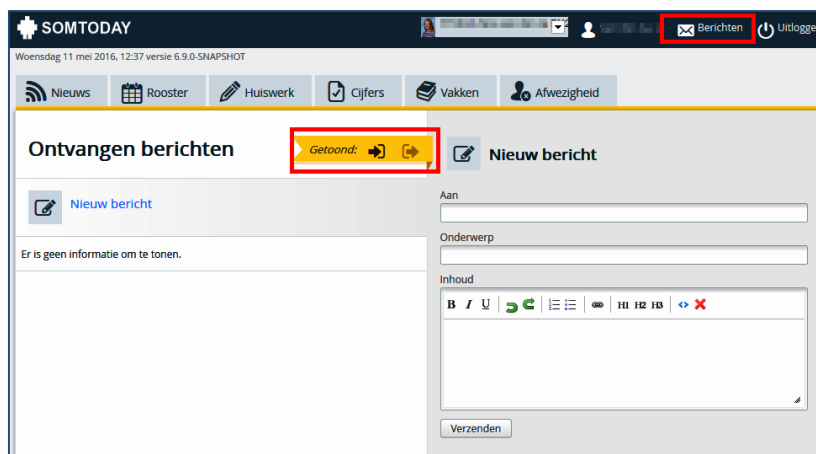 SOMTODAY
Berichten
Uitlogge
Woensdag 11 mei 2016, 12:37 versie 6.9.0-SNAPSHOT
Nieuws Rooster Huiswerk Cijfers Vakken Afwezigheid
Ontvangen berichten
Getoond:
Nieuw bericht
Er is geen informatie om te tonen.
Nieuw bericht
Aan
Onderwerp
Inhoud
B I U H1 H2 H3
Verzenden